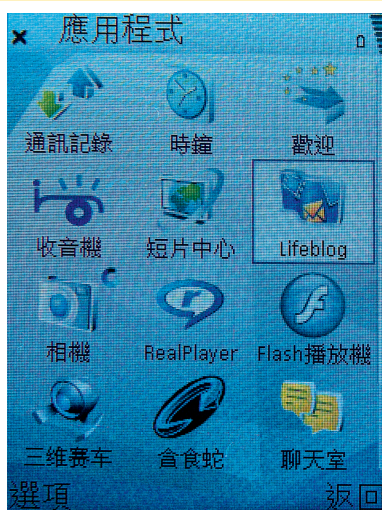 應用程式
通訊記錄 時鐘 歡迎
收音機 短片中心 Lifeblog
相機 RealPlayer Flash播放機
三维赛车 貪食蛇 聊天室
選項 返回